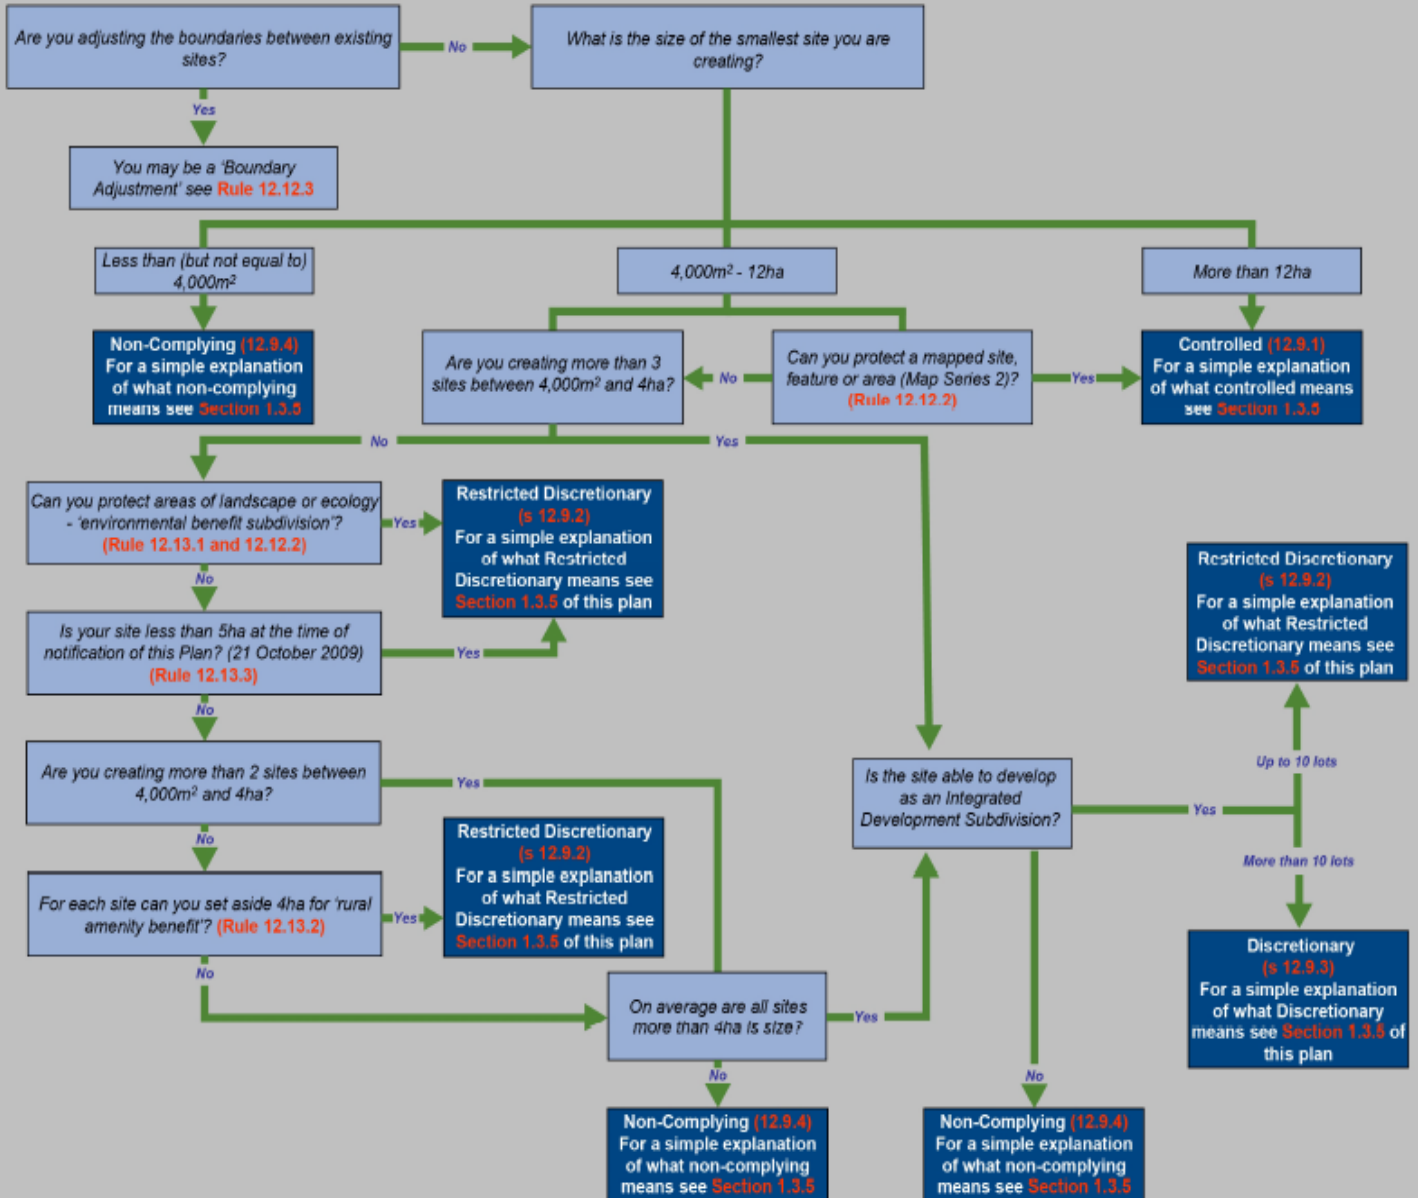 Are you adjusting the boundaries between existing
sites?
No
What is the size of the smallest site you are
creating?
Yes
You may be a 'Boundary
Adjustment' see Rule 12.12.3
Less than (but not equal to)
4,000m²
4,000m² - 12ha
More than 12ha
Non-Complying (12.9.4)
For a simple explanation
of what non-complying
means see Section 1.3.5
Are you creating more than 3
sites between 4,000m² and 4ha?
No
Can you protect a mapped site,
feature or area (Map Series 2)?
(Rule 12.12.2)
Yes
Controlled (12.9.1)
For a simple explanation
of what controlled means
see Section 1.3.5
No
Yes
Can you protect areas of landscape or ecology
- 'environmental benefit subdivision'?
(Rule 12.13.1 and 12.12.2)
Yes
Restricted Discretionary
(s 12.9.2)
For a simple explanation
of what Restricted
Discretionary means see
Section 1.3.5 of this plan
No
Is your site less than 5ha at the time of
notification of this Plan? (21 October 2009)
(Rule 12.13.3)
Yes
No
Restricted Discretionary
(s 12.9.2)
For a simple explanation
of what Restricted
Discretionary means see
Section 1.3.5 of this plan
Are you creating more than 2 sites between
4,000m² and 4ha?
Yes
No
Is the site able to develop
as an Integrated
Development Subdivision?
Yes
Up to 10 lots
More than 10 lots
For each site can you set aside 4ha for 'rural
amenity benefit'? (Rule 12.13.2)
Yes
Restricted Discretionary
(s 12.9.2)
For a simple explanation
of what Restricted
Discretionary means see
Section 1.3.5 of this plan
No
On average are all sites
more than 4ha is size?
Yes
Discretionary
(s 12.9.3)
For a simple explanation
of what Discretionary
means see Section 1.3.5 of
this plan
No
No
Non-Complying (12.9.4)
For a simple explanation
of what non-complying
means see Section 1.3.5
Non-Complying (12.9.4)
For a simple explanation
of what non-complying
means see Section 1.3.5